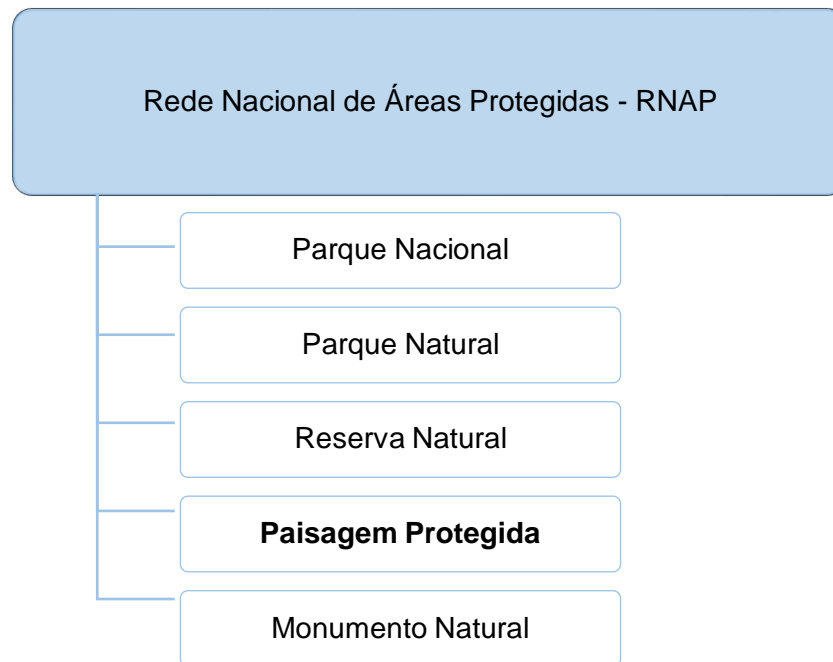 Rede Nacional de Áreas Protegidas - RNAP
Parque Nacional
Parque Natural
Reserva Natural
Paisagem Protegida
Monumento Natural